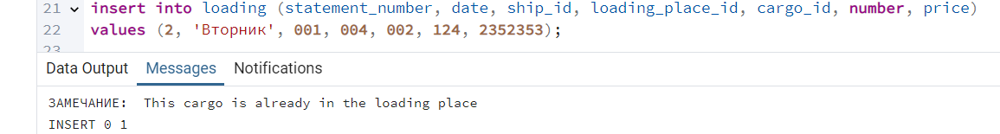 21 insert into loading (statement_number, date, ship_id, loading_place_id, cargo_id, number, price)
22 values (2, 'Вторник', 001, 004, 002, 124, 2352353);
23
Data Output Messages Notifications
ЗАМЕЧАНИЕ:  This cargo is already in the loading place
INSERT 0 1